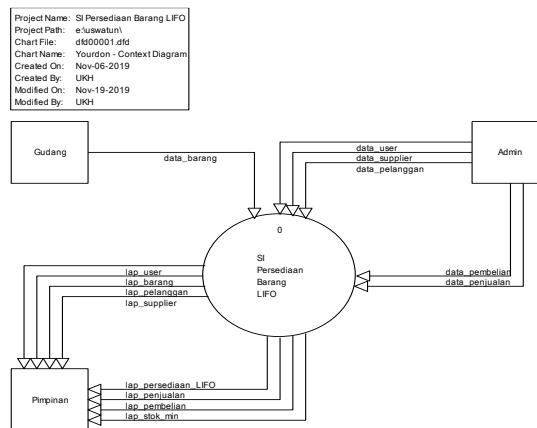 Project Name: SI Persediaan Barang LIFO
Project Path: e:\uswatun\
Chart File: dfd00001.dfd
Chart Name: Yourdon - Context Diagram
Created On: Nov-06-2019
Created By: UKH
Modified On: Nov-19-2019
Modified By: UKH
Gudang
data_barang
data_user
data_supplier
data_pelanggan
Admin
0
SI
Persediaan
Barang
LIFO
data_pembelian
data_penjualan
lap_user
lap_barang
lap_pelanggan
lap_supplier
Pimpinan
lap_persediaan_LIFO
lap_penjualan
lap_pembelian
lap_stok_min